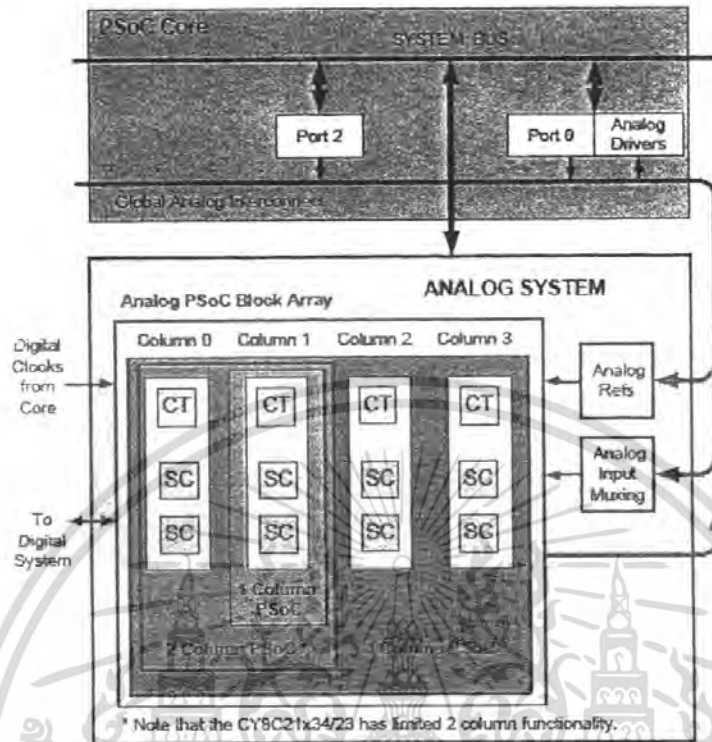 PSoC Core
SYSTEM BUS
Port 2
Port 0
Analog
Drivers
Global Analog Interconnect
ANALOG SYSTEM
Analog PSoC Block Array
Column 0
Column 1
Column 2
Column 3
Digital
Clocks
from
Core
CT
CT
CT
CT
Analog
Refs
SC
SC
SC
SC
Analog
Input
Muxing
SC
SC
SC
SC
To
Digital
System
1 Column
PSoC
2 Column PSoC*
4 Column PSoC
* Note that the CY8C21x34/23 has limited 2 column functionality.